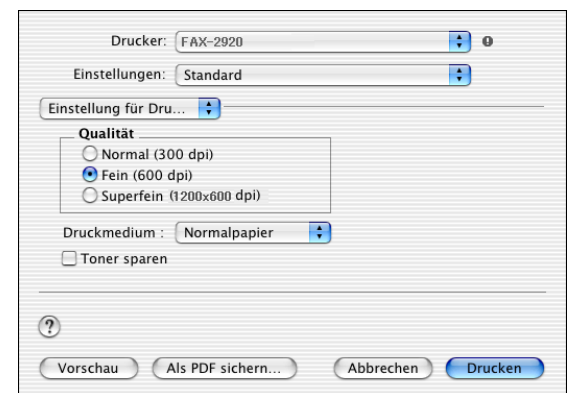 Drucker: FAX-2920
Einstellungen: Standard
Einstellung für Dru...
Qualität
Normal (300 dpi)
Fein (600 dpi)
Superfein (1200x600 dpi)
Druckmedium : Normalpapier
Toner sparen
?
Vorschau Als PDF sichern... Abbrechen Drucken